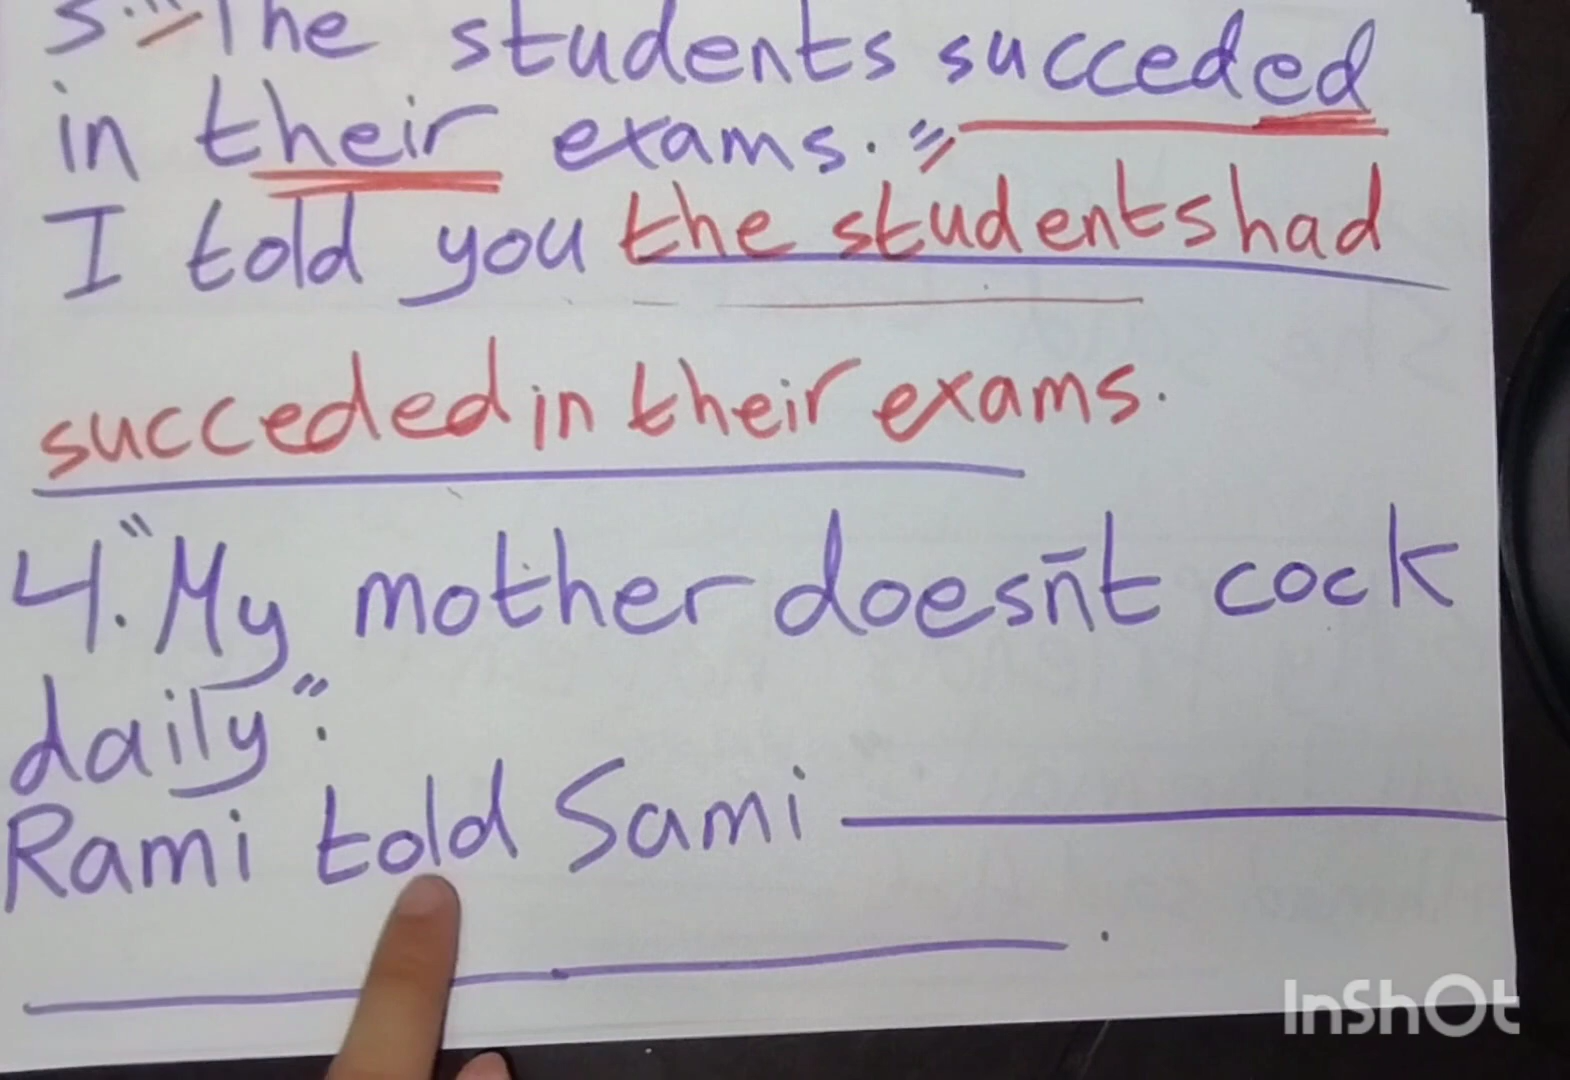 3. "The students succeded
in their exams."
I told you the students had
succeded in their exams.
4. "My mother doesn't cock
daily".
Rami told Sami
.
InShOt